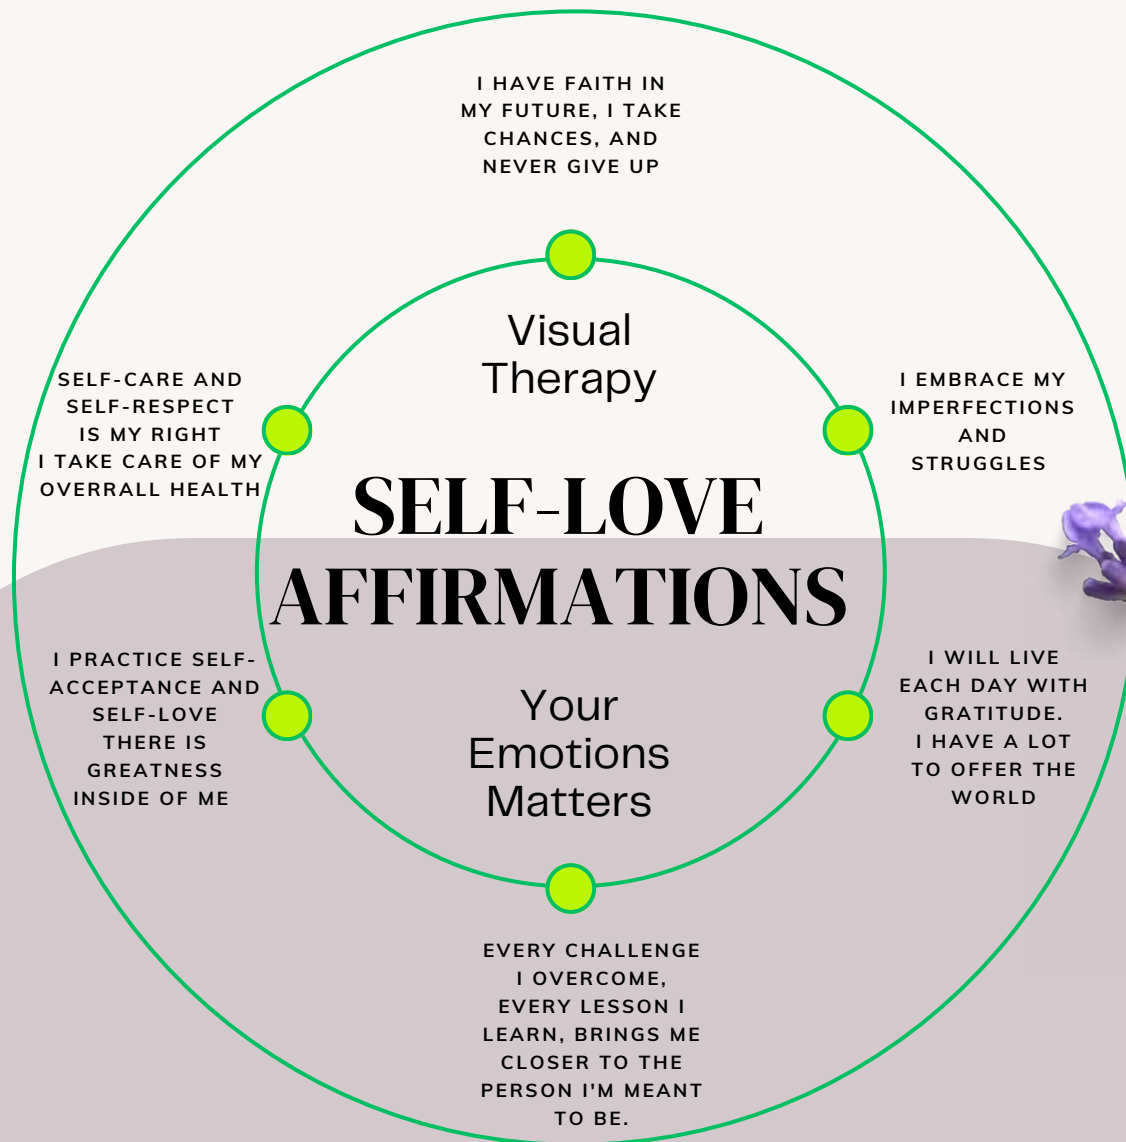 I HAVE FAITH IN
MY FUTURE, I TAKE
CHANCES, AND
NEVER GIVE UP
Visual
Therapy
SELF-CARE AND
SELF-RESPECT
IS MY RIGHT
I TAKE CARE OF MY
OVERRALL HEALTH
I EMBRACE MY
IMPERFECTIONS
AND
STRUGGLES
SELF-LOVE
AFFIRMATIONS
I PRACTICE SELF-
ACCEPTANCE AND
SELF-LOVE
THERE IS
GREATNESS
INSIDE OF ME
Your
Emotions
Matters
I WILL LIVE
EACH DAY WITH
GRATITUDE.
I HAVE A LOT
TO OFFER THE
WORLD
EVERY CHALLENGE
I OVERCOME,
EVERY LESSON I
LEARN, BRINGS ME
CLOSER TO THE
PERSON I'M MEANT
TO BE.